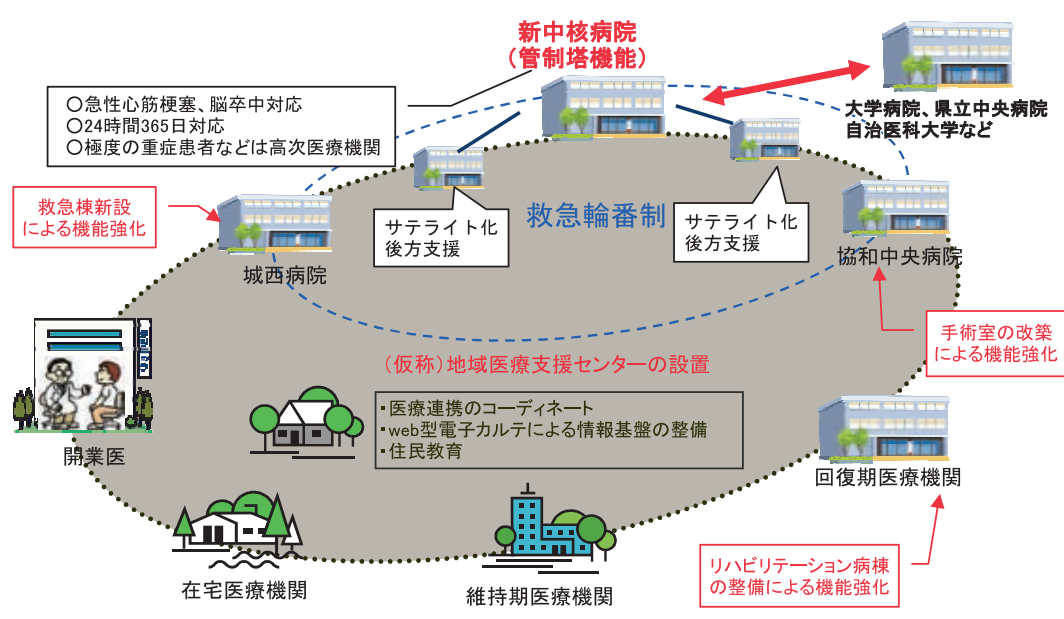 新中核病院
（管制塔機能）
大学病院、県立中央病院
自治医科大学など
〇急性心筋梗塞、脳卒中対応
〇24時間365日対応
〇極度の重症患者などは高次医療機関
救急棟新設
による機能強化
サテライト化
後方支援
救急輪番制
サテライト化
後方支援
城西病院
協和中央病院
手術室の改築
による機能強化
（仮称）地域医療支援センターの設置
・医療連携のコーディネート
・web型電子カルテによる情報基盤の整備
・住民教育
開業医
回復期医療機関
在宅医療機関
維持期医療機関
リハビリテーション病棟
の整備による機能強化